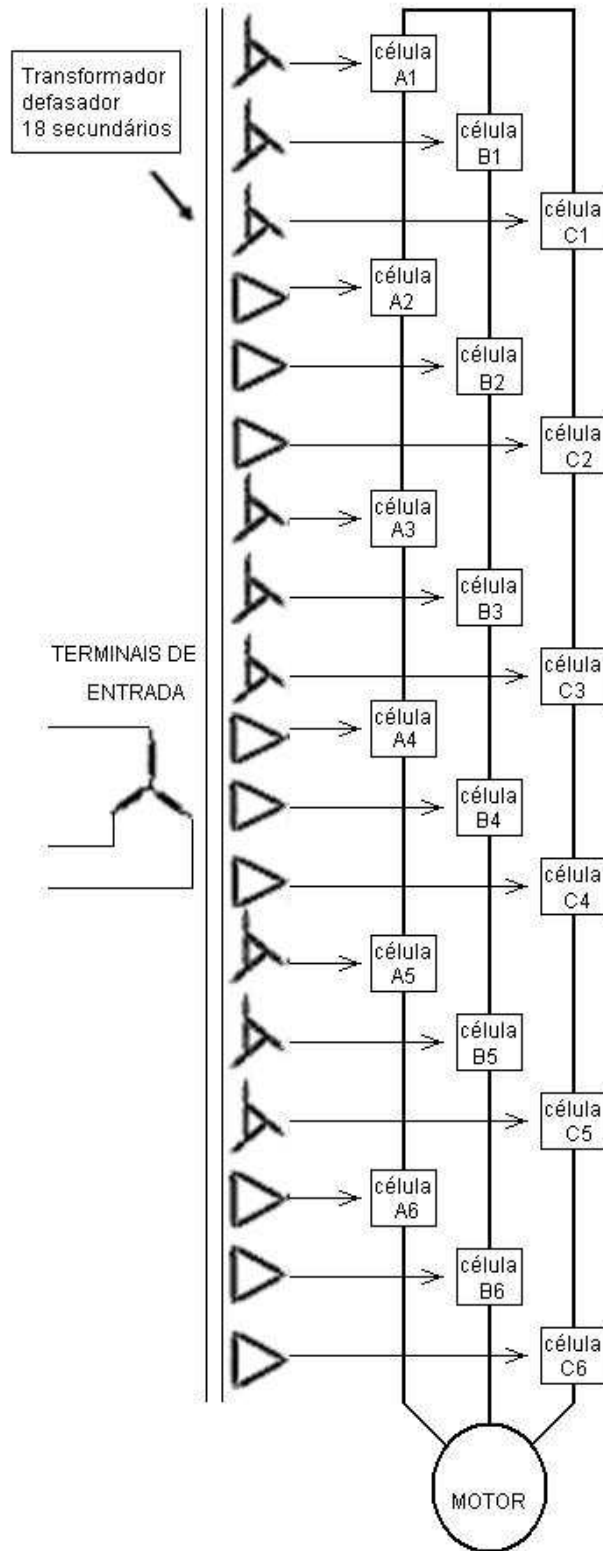 célula
A1
Transformador
defasador
18 secundários
célula
B1
célula
C1
célula
A2
célula
B2
célula
C2
célula
A3
célula
B3
TERMINAIS DE
ENTRADA
célula
C3
célula
A4
célula
B4
célula
C4
célula
A5
célula
B5
célula
C5
célula
A6
célula
B6
célula
C6
MOTOR